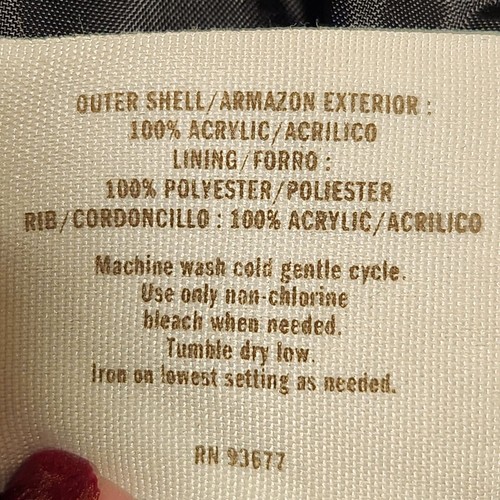 OUTER SHELL/ARMAZON EXTERIOR :
100% ACRYLIC/ACRILICO
LINING/FORRO :
100% POLYESTER/POLIESTER
RIB/CORDONCILLO : 100% ACRYLIC/ACRILICO
Machine wash cold gentle cycle.
Use only non-chlorine
bleach when needed.
Tumble dry low.
Iron on lowest setting as needed.
RN 93677